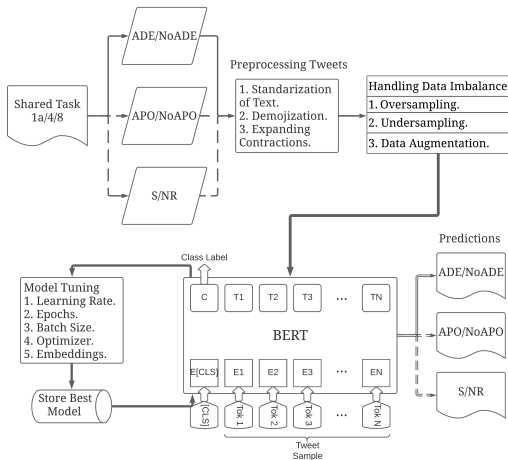 ADE/NoADE
Shared Task
1a/4/8
APO/NoAPO
S/NR
Preprocessing Tweets
1. Standarization
of Text.
2. Demojization.
3. Expanding
Contractions.
Handling Data Imbalance
1. Oversampling.
2. Undersampling.
3. Data Augmentation.
Class Label
Model Tuning
1. Learning Rate.
2. Epochs.
3. Batch Size.
4. Optimizer.
5. Embeddings.
Store Best
Model
C T1 T2 T3 ... TN
BERT
E[CLS] E1 E2 E3 ... EN
[CLS] Tok 1 Tok 2 Tok 3 ... Tok N
Tweet
Sample
Predictions
ADE/NoADE
APO/NoAPO
S/NR